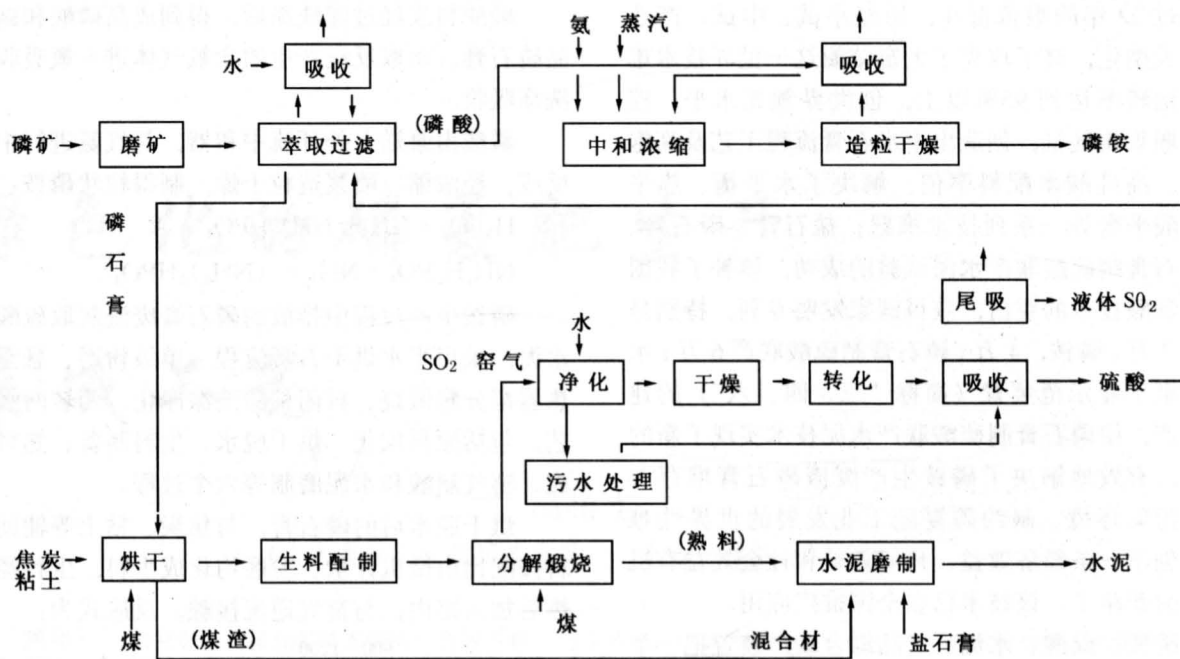 氨 蒸汽
水 吸收 吸收
(磷酸)
磷矿 磨矿 萃取过滤 中和浓缩 造粒干燥 磷铵
磷石膏
尾吸 液体 SO₂
水
SO₂ 窑气 净化 干燥 转化 吸收 硫酸
污水处理
(熟料)
焦炭 烘干 生料配制 分解煅烧 水泥磨制 水泥
粘土
煤 (煤渣) 煤 混合材 盐石膏